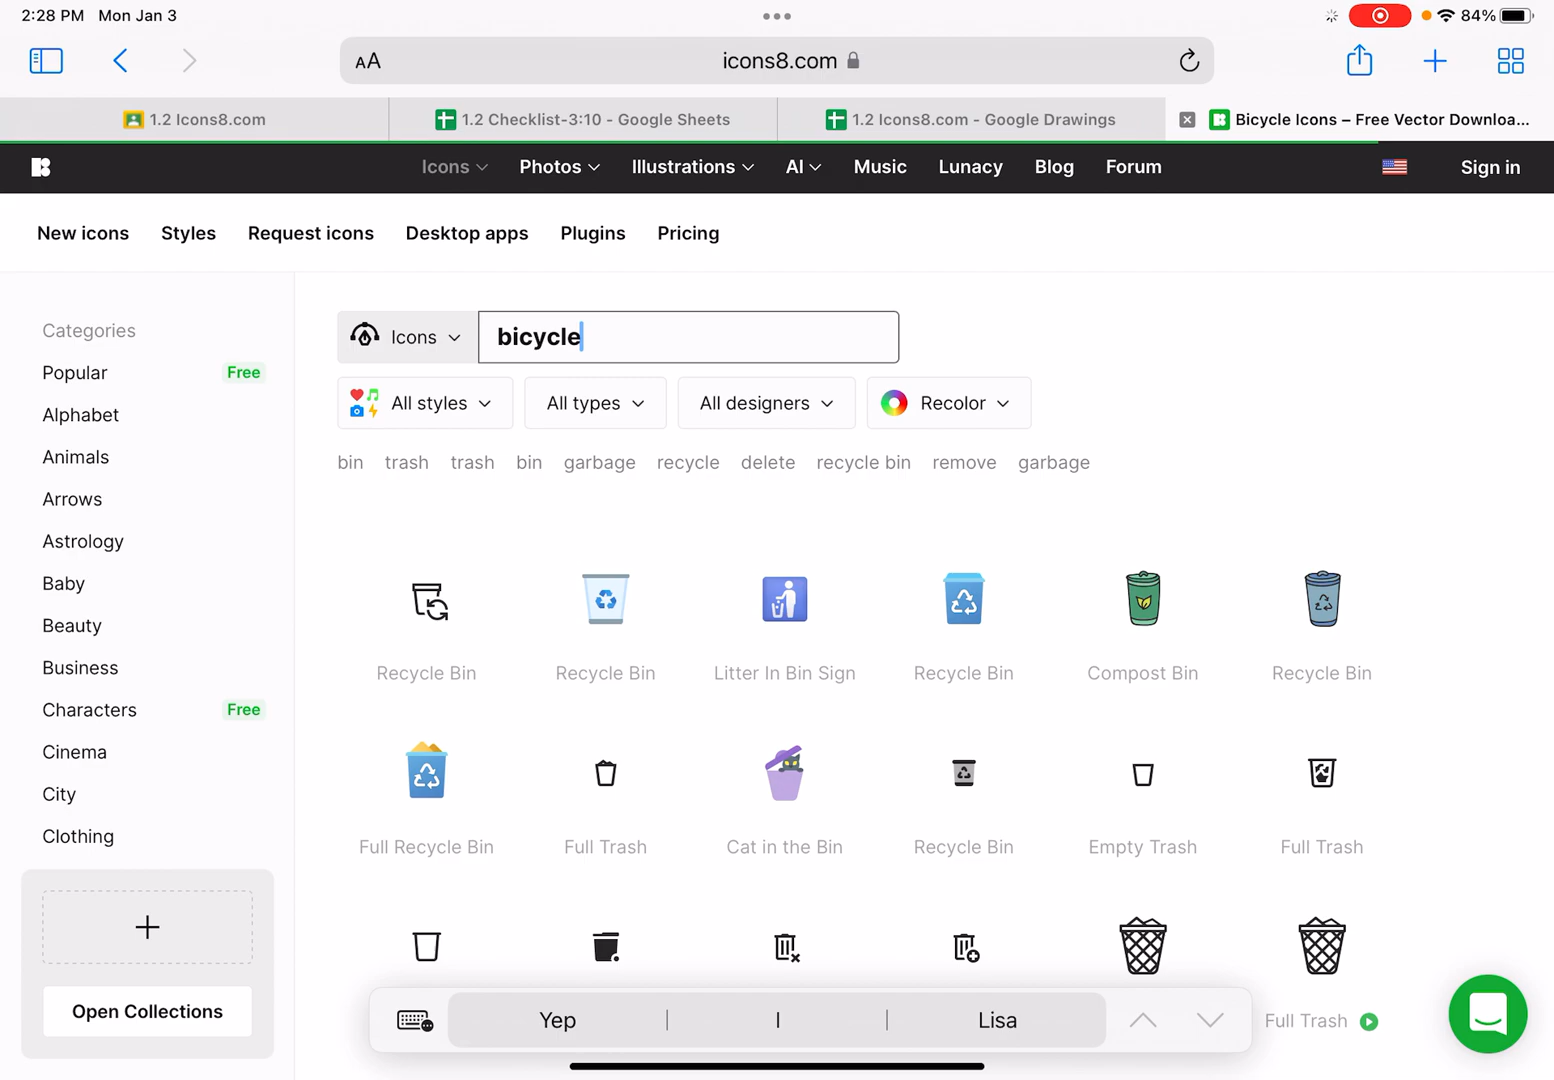 2:28 PM Mon Jan 3
84%
AA icons8.com
1.2 Icons8.com
1.2 Checklist-3:10 - Google Sheets
1.2 Icons8.com - Google Drawings
Bicycle Icons – Free Vector Downloa...
Icons Photos Illustrations AI Music Lunacy Blog Forum Sign in
New icons Styles Request icons Desktop apps Plugins Pricing
Categories
Popular Free
Alphabet
Animals
Arrows
Astrology
Baby
Beauty
Business
Characters Free
Cinema
City
Clothing
Open Collections
Icons bicycle
All styles All types All designers Recolor
bin trash trash bin garbage recycle delete recycle bin remove garbage
Recycle Bin Recycle Bin Litter In Bin Sign Recycle Bin Compost Bin Recycle Bin
Full Recycle Bin Full Trash Cat in the Bin Recycle Bin Empty Trash Full Trash
Full Trash
Yep I Lisa